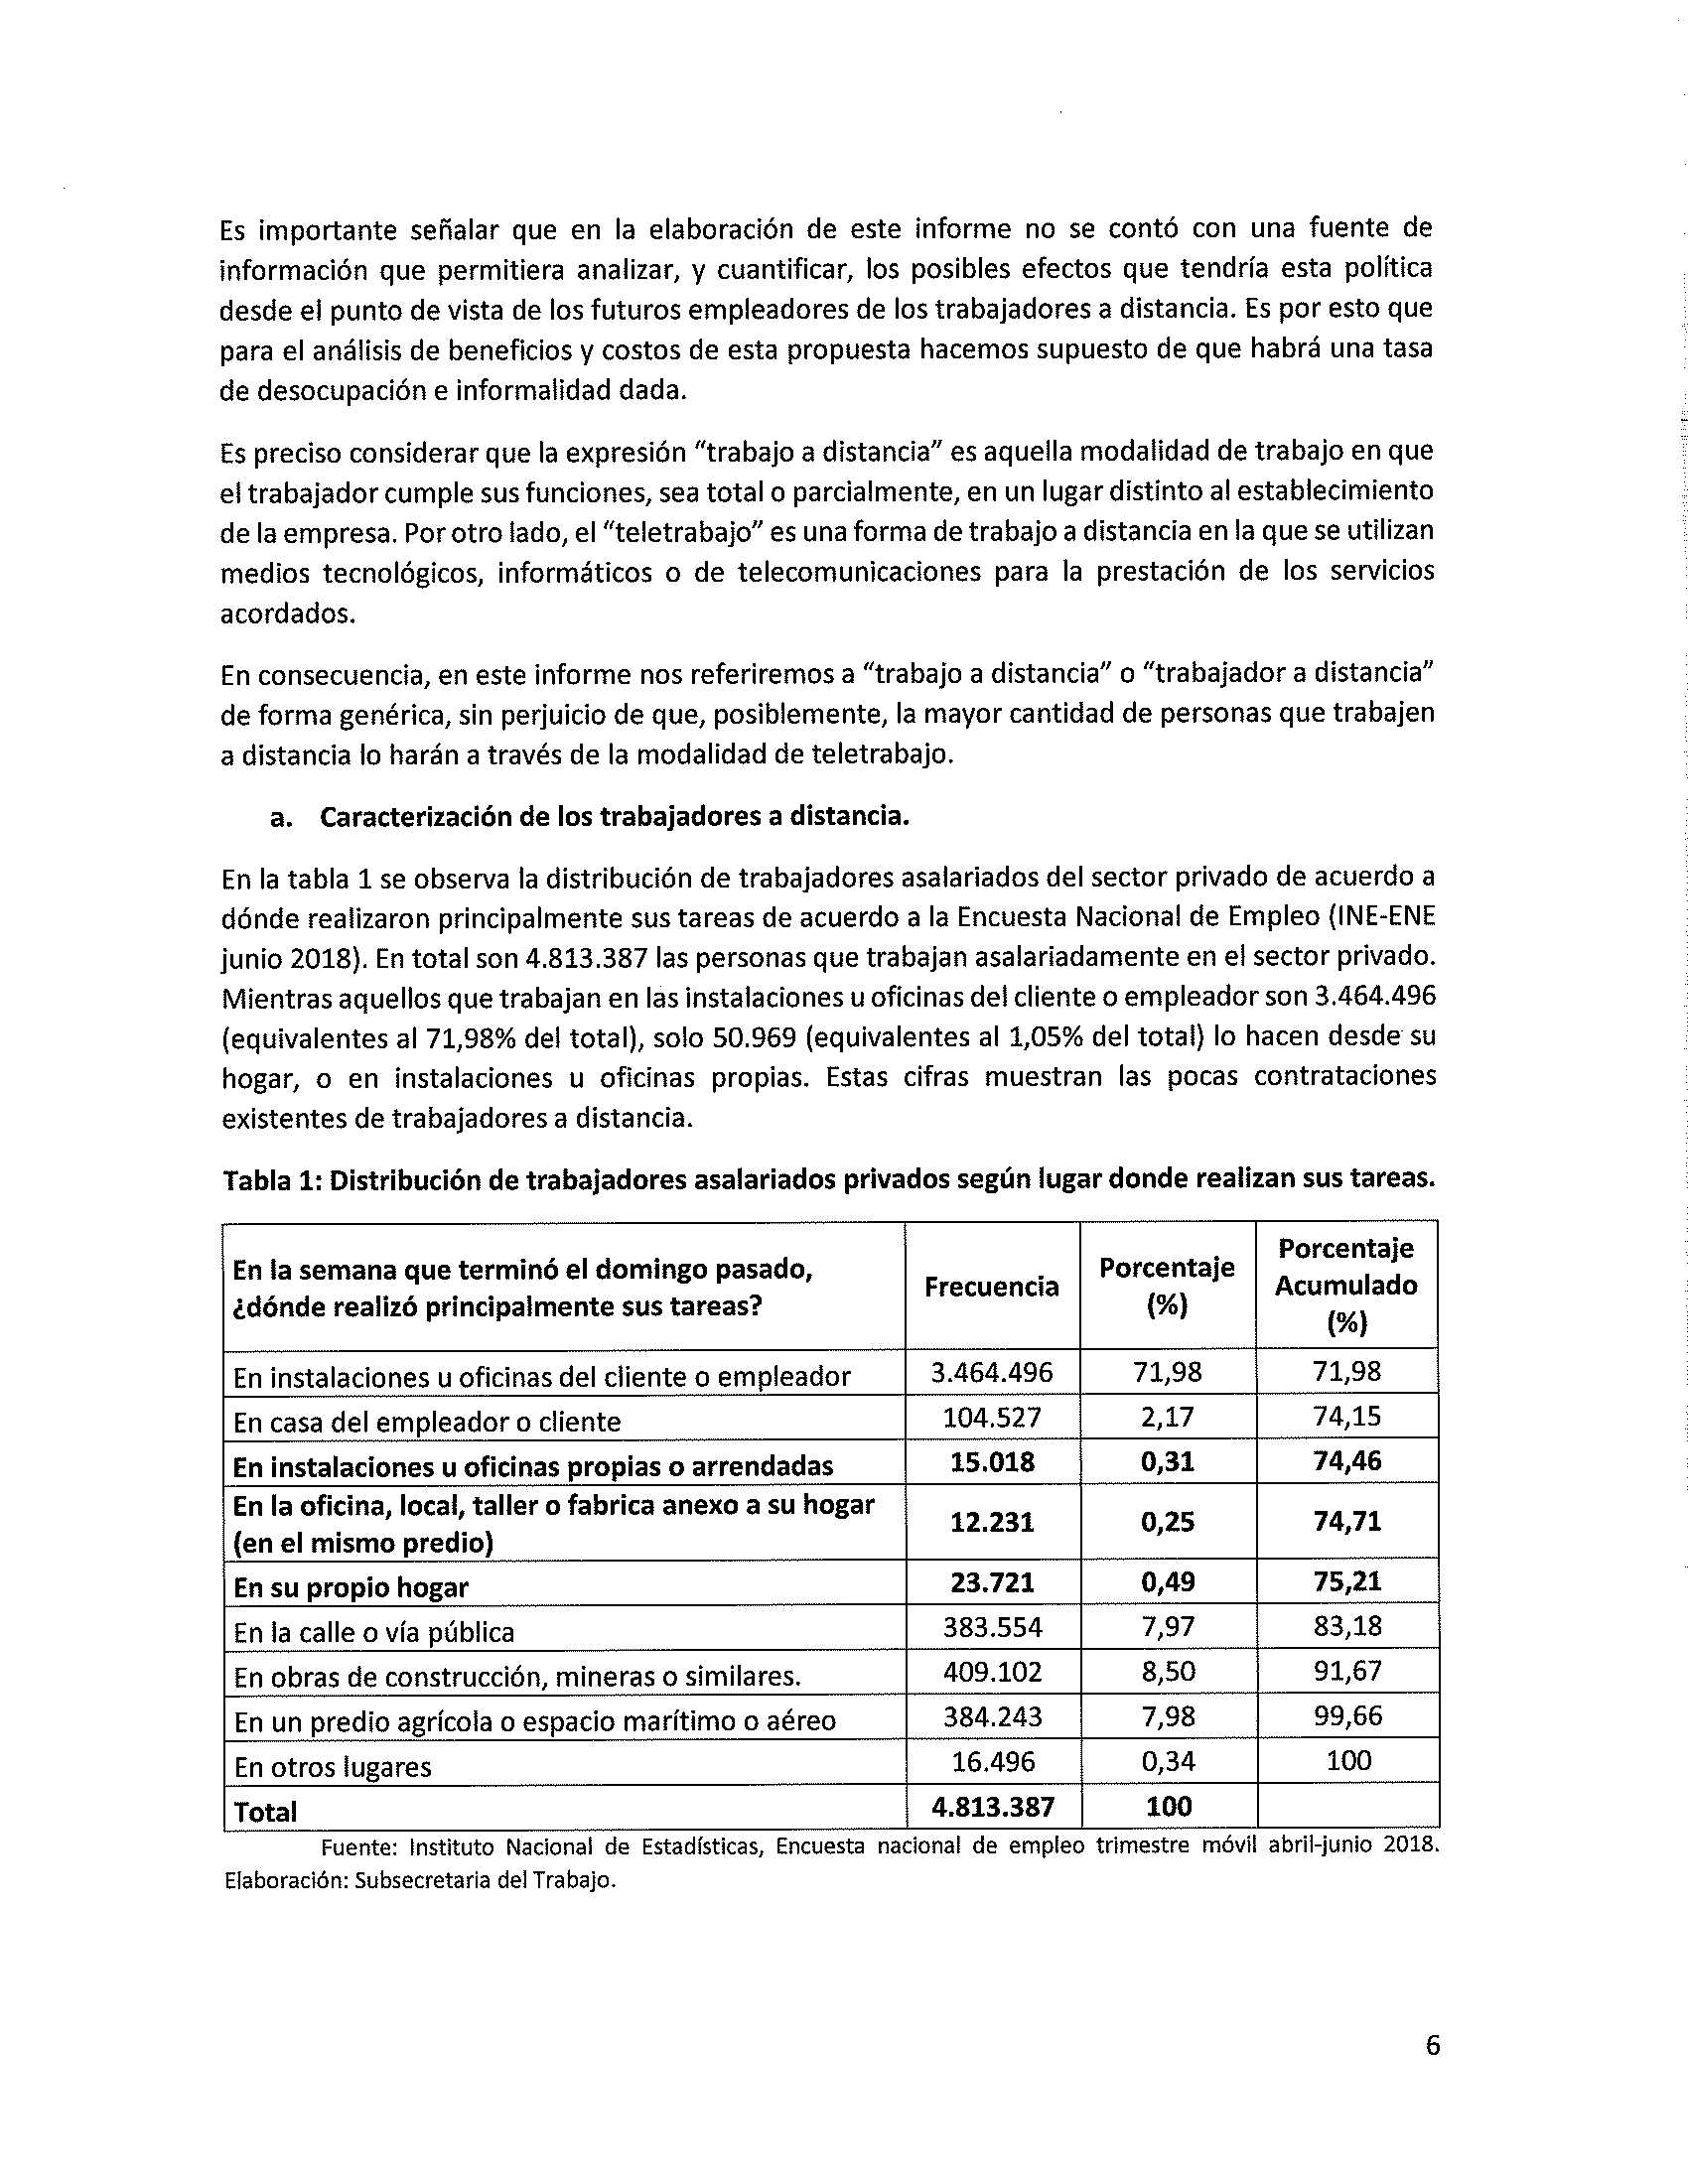 Es importante señalar que en la elaboración de este informe no se contó con una fuente de
información que permitiera analizar, y cuantificar, los posibles efectos que tendría esta política
desde el punto de vista de los futuros empleadores de los trabajadores a distancia. Es por esto que
para el análisis de beneficios y costos de esta propuesta hacemos supuesto de que habrá una tasa
de desocupación e informalidad dada.
Es preciso considerar que la expresión "trabajo a distancia" es aquella modalidad de trabajo en que
el trabajador cumple sus funciones, sea total o parcialmente, en un lugar distinto al establecimiento
de la empresa. Por otro lado, el "teletrabajo" es una forma de trabajo a distancia en la que se utilizan
medios tecnológicos, informáticos o de telecomunicaciones para la prestación de los servicios
acordados.
En consecuencia, en este informe nos referiremos a "trabajo a distancia" o "trabajador a distancia"
de forma genérica, sin perjuicio de que, posiblemente, la mayor cantidad de personas que trabajen
a distancia lo harán a través de la modalidad de teletrabajo.
a. Caracterización de los trabajadores a distancia.
En la tabla 1 se observa la distribución de trabajadores asalariados del sector privado de acuerdo a
dónde realizaron principalmente sus tareas de acuerdo a la Encuesta Nacional de Empleo (INE-ENE
junio 2018). En total son 4.813.387 las personas que trabajan asalariadamente en el sector privado.
Mientras aquellos que trabajan en las instalaciones u oficinas del cliente o empleador son 3.464.496
(equivalentes al 71,98% del total), solo 50.969 (equivalentes al 1,05% del total) lo hacen desde su
hogar, o en instalaciones u oficinas propias. Estas cifras muestran las pocas contrataciones
existentes de trabajadores a distancia.
Tabla 1: Distribución de trabajadores asalariados privados según lugar donde realizan sus tareas.
En la semana que terminó el domingo pasado,
¿dónde realizó principalmente sus tareas?
Frecuencia
Porcentaje
(%)
Porcentaje
Acumulado
(%)
En instalaciones u oficinas del cliente o empleador 3.464.496 71,98 71,98
En casa del empleador o cliente 104.527 2,17 74,15
En instalaciones u oficinas propias o arrendadas 15.018 0,31 74,46
En la oficina, local, taller o fabrica anexo a su hogar
(en el mismo predio) 12.231 0,25 74,71
En su propio hogar 23.721 0,49 75,21
En la calle o vía pública 383.554 7,97 83,18
En obras de construcción, mineras o similares. 409.102 8,50 91,67
En un predio agrícola o espacio marítimo o aéreo 384.243 7,98 99,66
En otros lugares 16.496 0,34 100
Total 4.813.387 100
Fuente: Instituto Nacional de Estadísticas, Encuesta nacional de empleo trimestre móvil abril-junio 2018.
Elaboración: Subsecretaria del Trabajo.
6